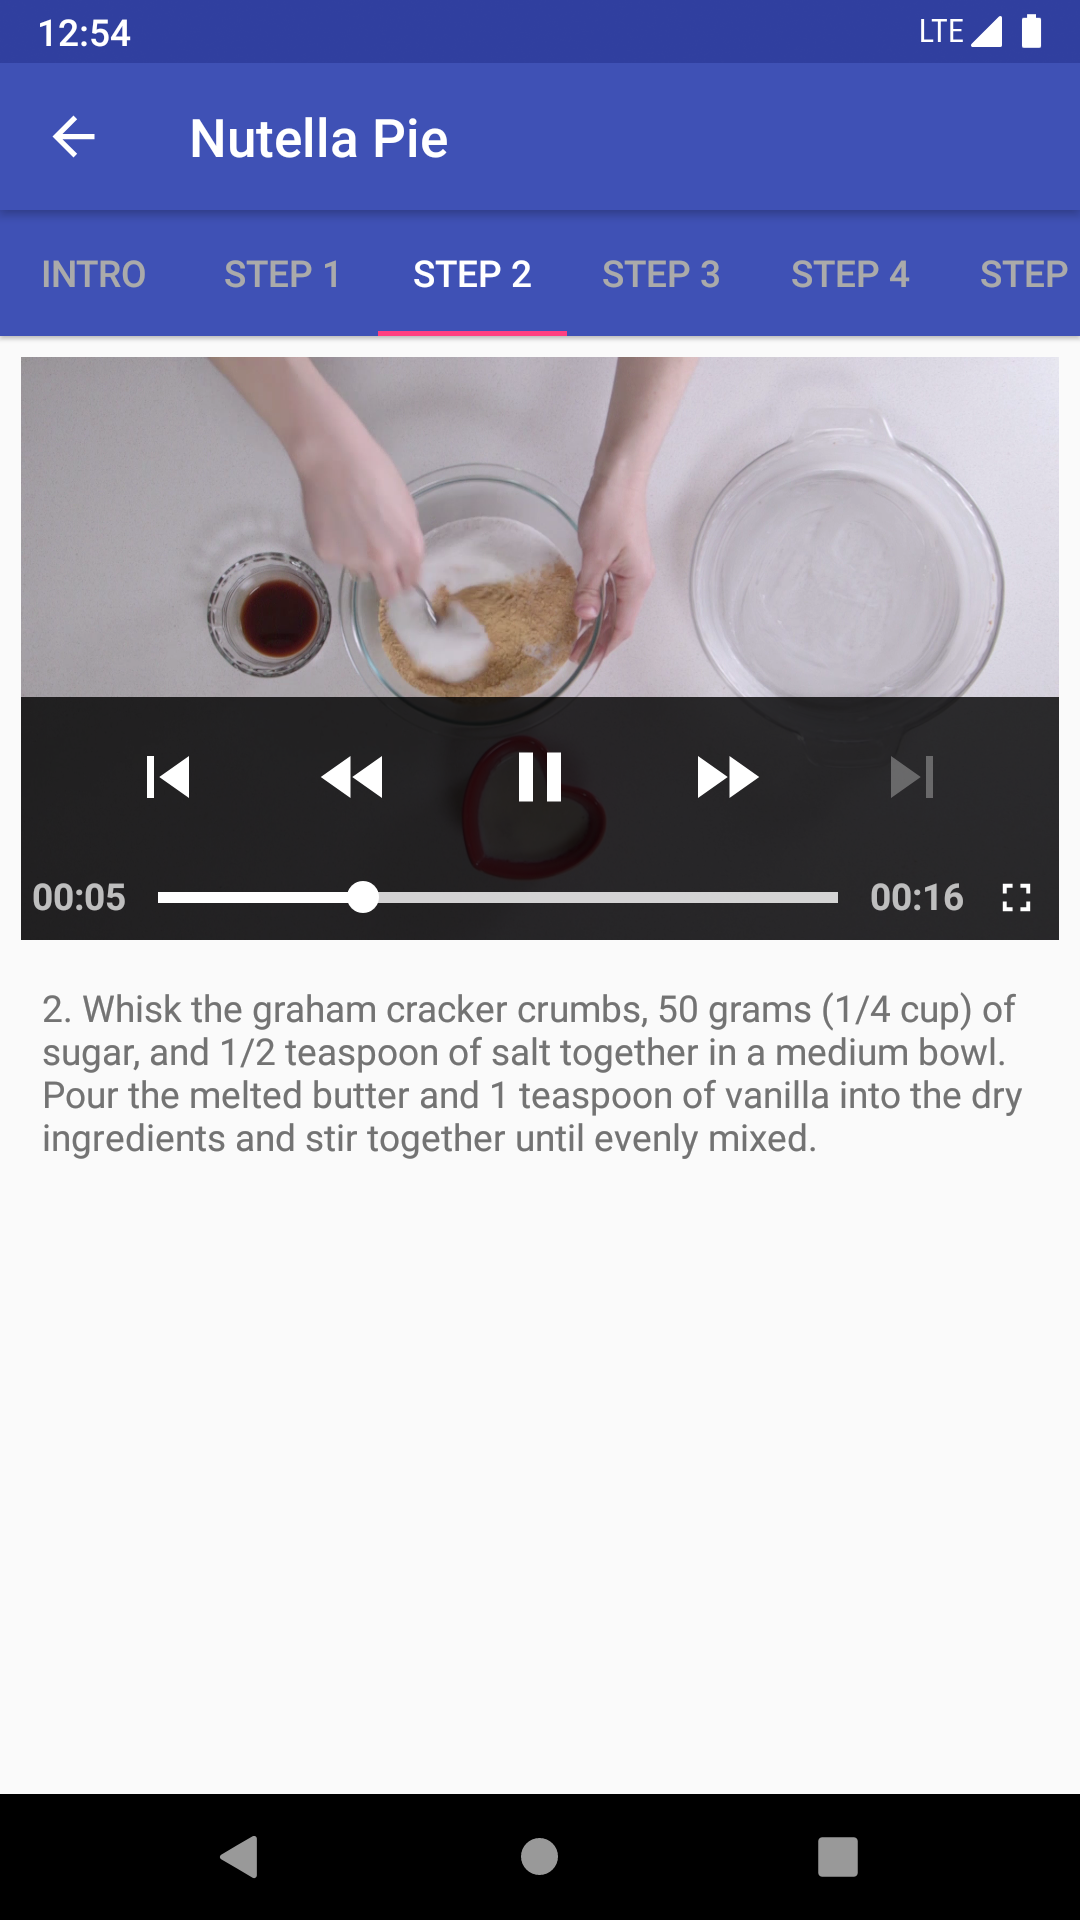 12:54
LTE
Nutella Pie
INTRO STEP 1 STEP 2 STEP 3 STEP 4 STEP
00:05
00:16
2. Whisk the graham cracker crumbs, 50 grams (1/4 cup) of
sugar, and 1/2 teaspoon of salt together in a medium bowl.
Pour the melted butter and 1 teaspoon of vanilla into the dry
ingredients and stir together until evenly mixed.